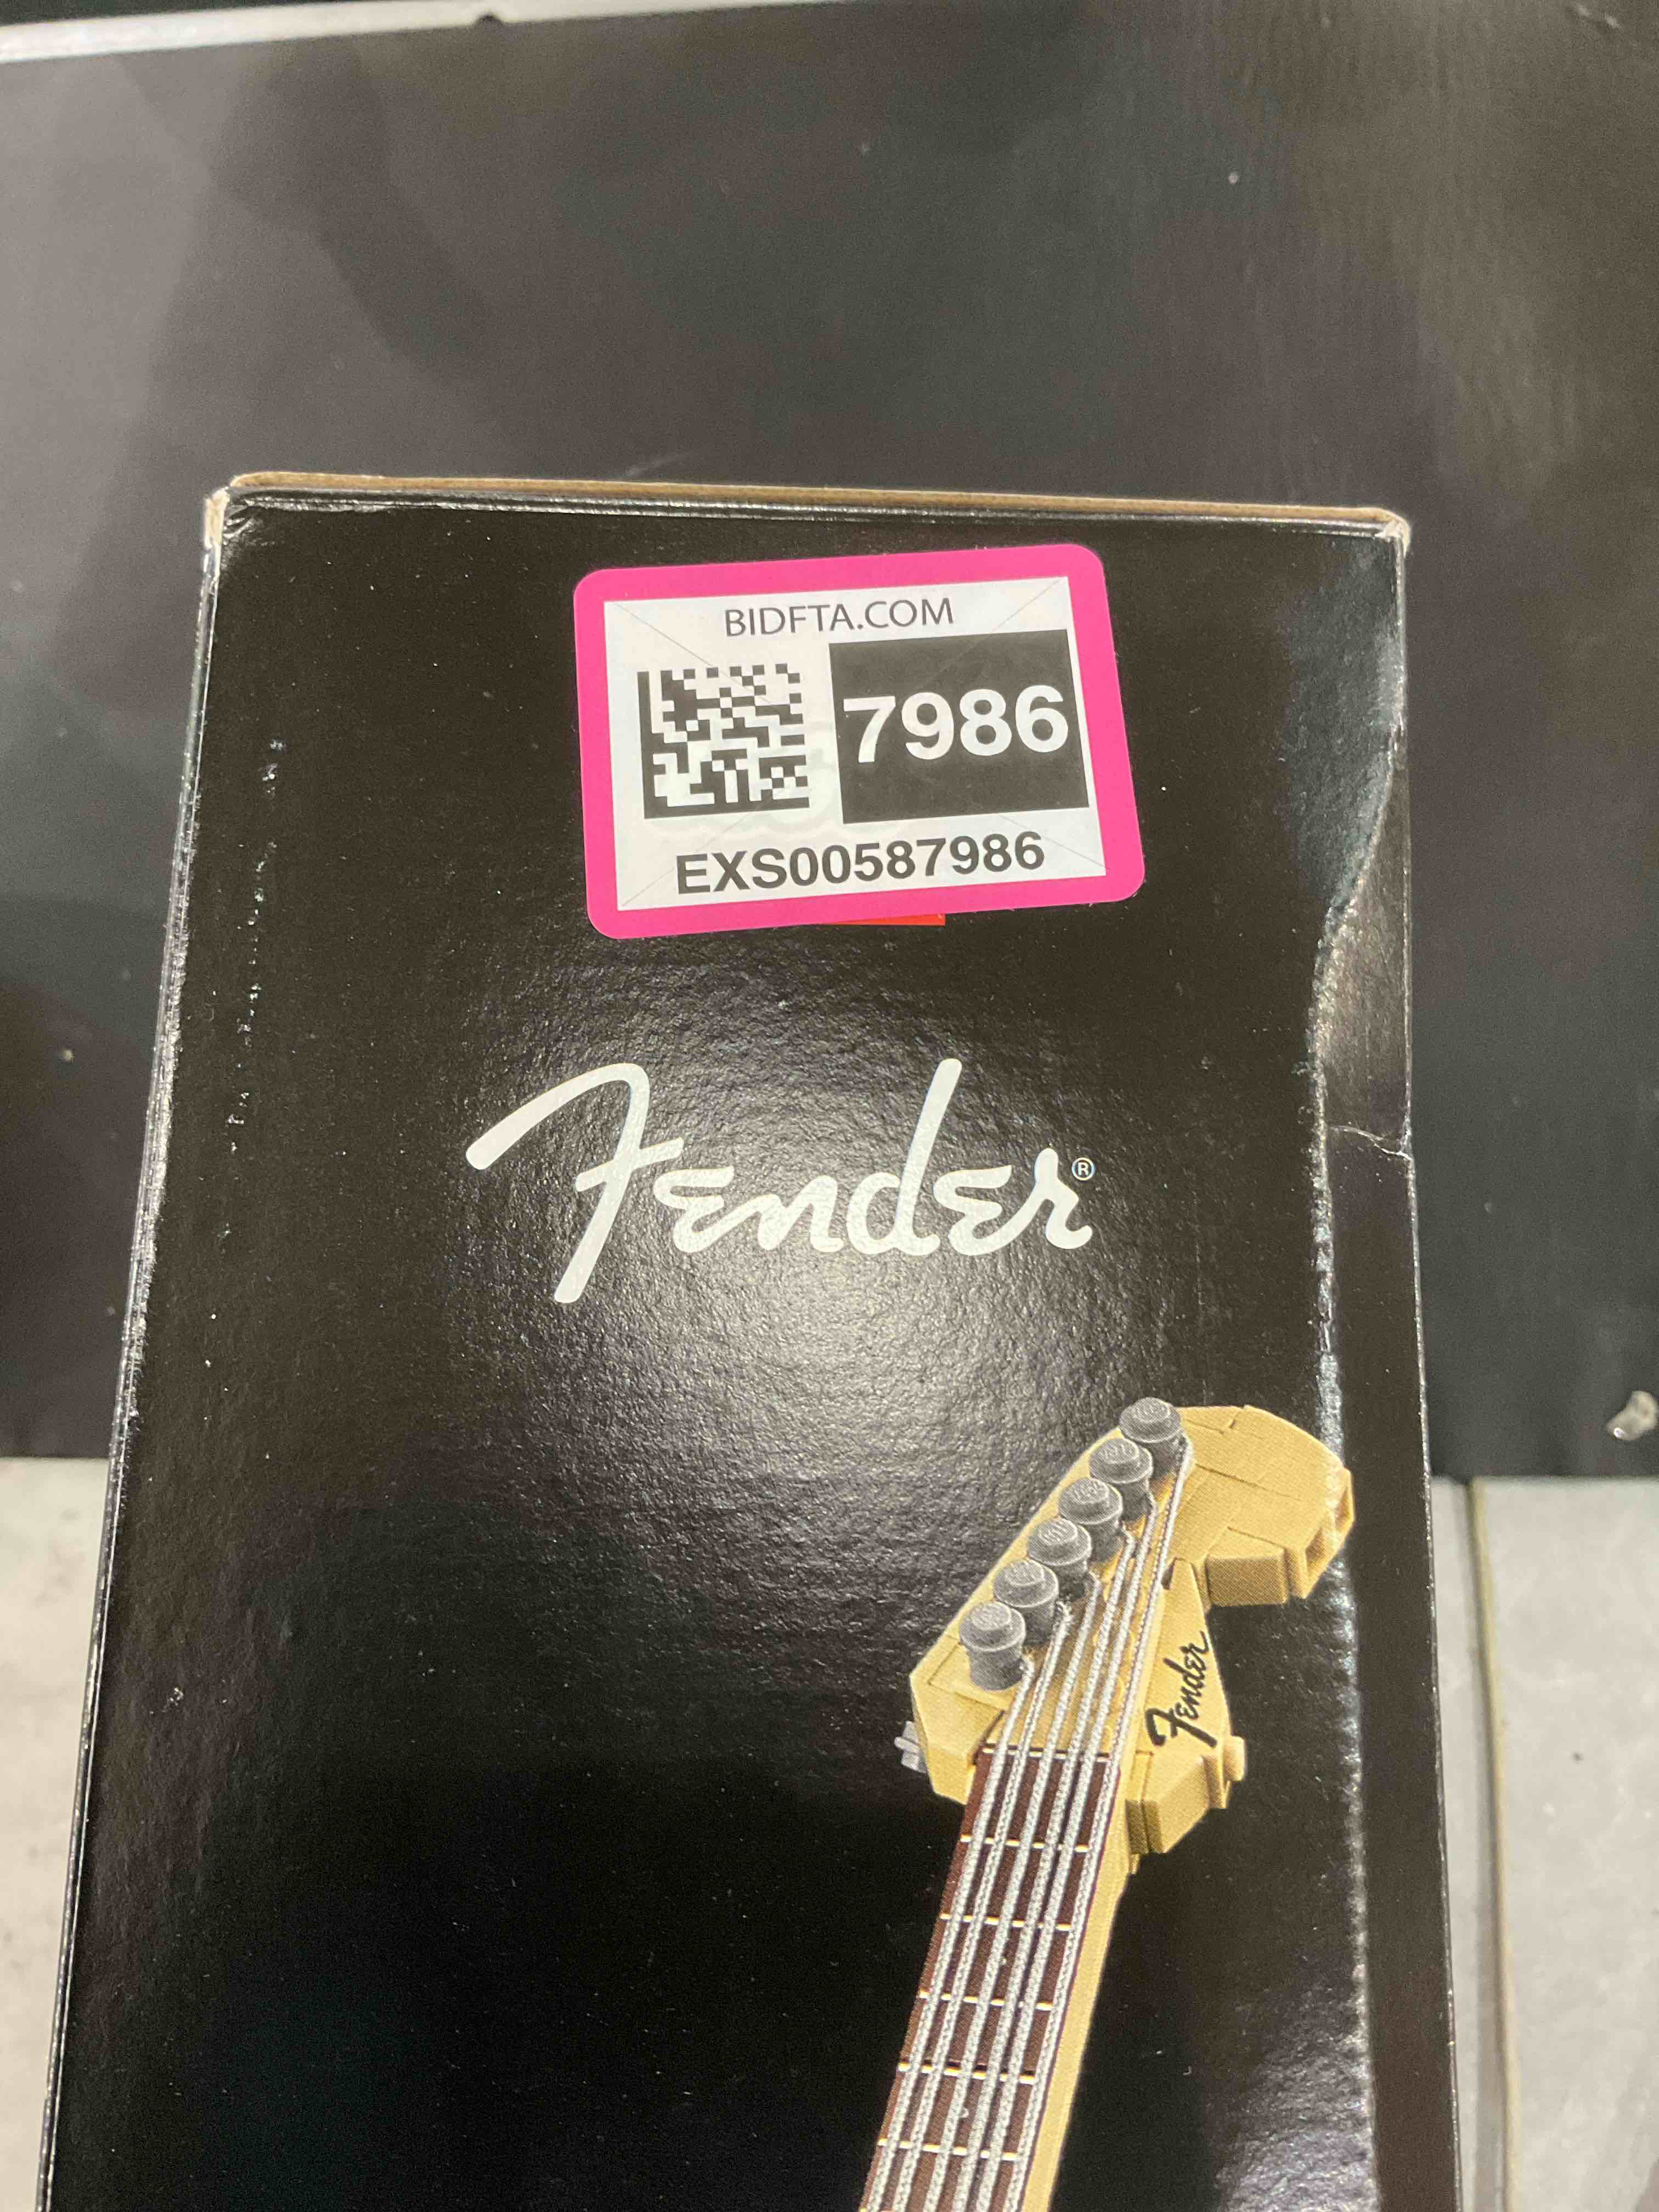 BIDFTA.COM
7986
EXS00587986
Fender®
Fender